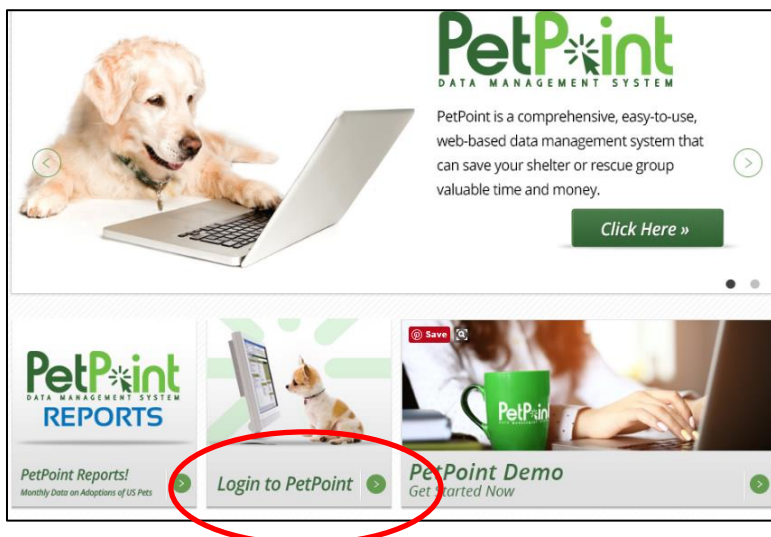 PetPoint
DATA MANAGEMENT SYSTEM
PetPoint is a comprehensive, easy-to-use,
web-based data management system that
can save your shelter or rescue group
valuable time and money.
Click Here »
PetPoint
DATA MANAGEMENT SYSTEM
REPORTS
PetPoint Reports!
Monthly Data on Adoptions of US Pets
Login to PetPoint
Save
PetPoint
PetPoint Demo
Get Started Now